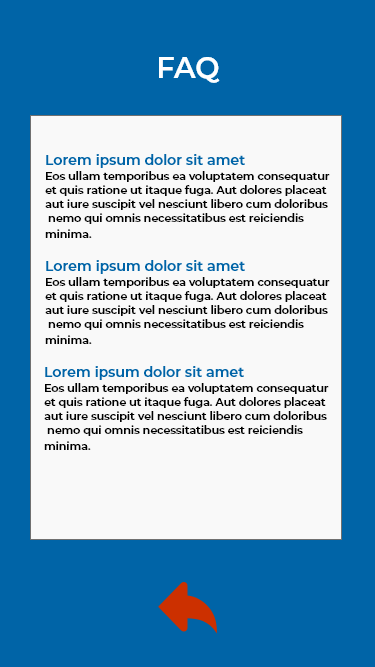 FAQ
Lorem ipsum dolor sit amet
Eos ullam temporibus ea voluptatem consequatur
et quis ratione ut itaque fuga. Aut dolores placeat
aut iure suscipit vel nesciunt libero cum doloribus
nemo qui omnis necessitatibus est reiciendis
minima.
Lorem ipsum dolor sit amet
Eos ullam temporibus ea voluptatem consequatur
et quis ratione ut itaque fuga. Aut dolores placeat
aut iure suscipit vel nesciunt libero cum doloribus
nemo qui omnis necessitatibus est reiciendis
minima.
Lorem ipsum dolor sit amet
Eos ullam temporibus ea voluptatem consequatur
et quis ratione ut itaque fuga. Aut dolores placeat
aut iure suscipit vel nesciunt libero cum doloribus
nemo qui omnis necessitatibus est reiciendis
minima.